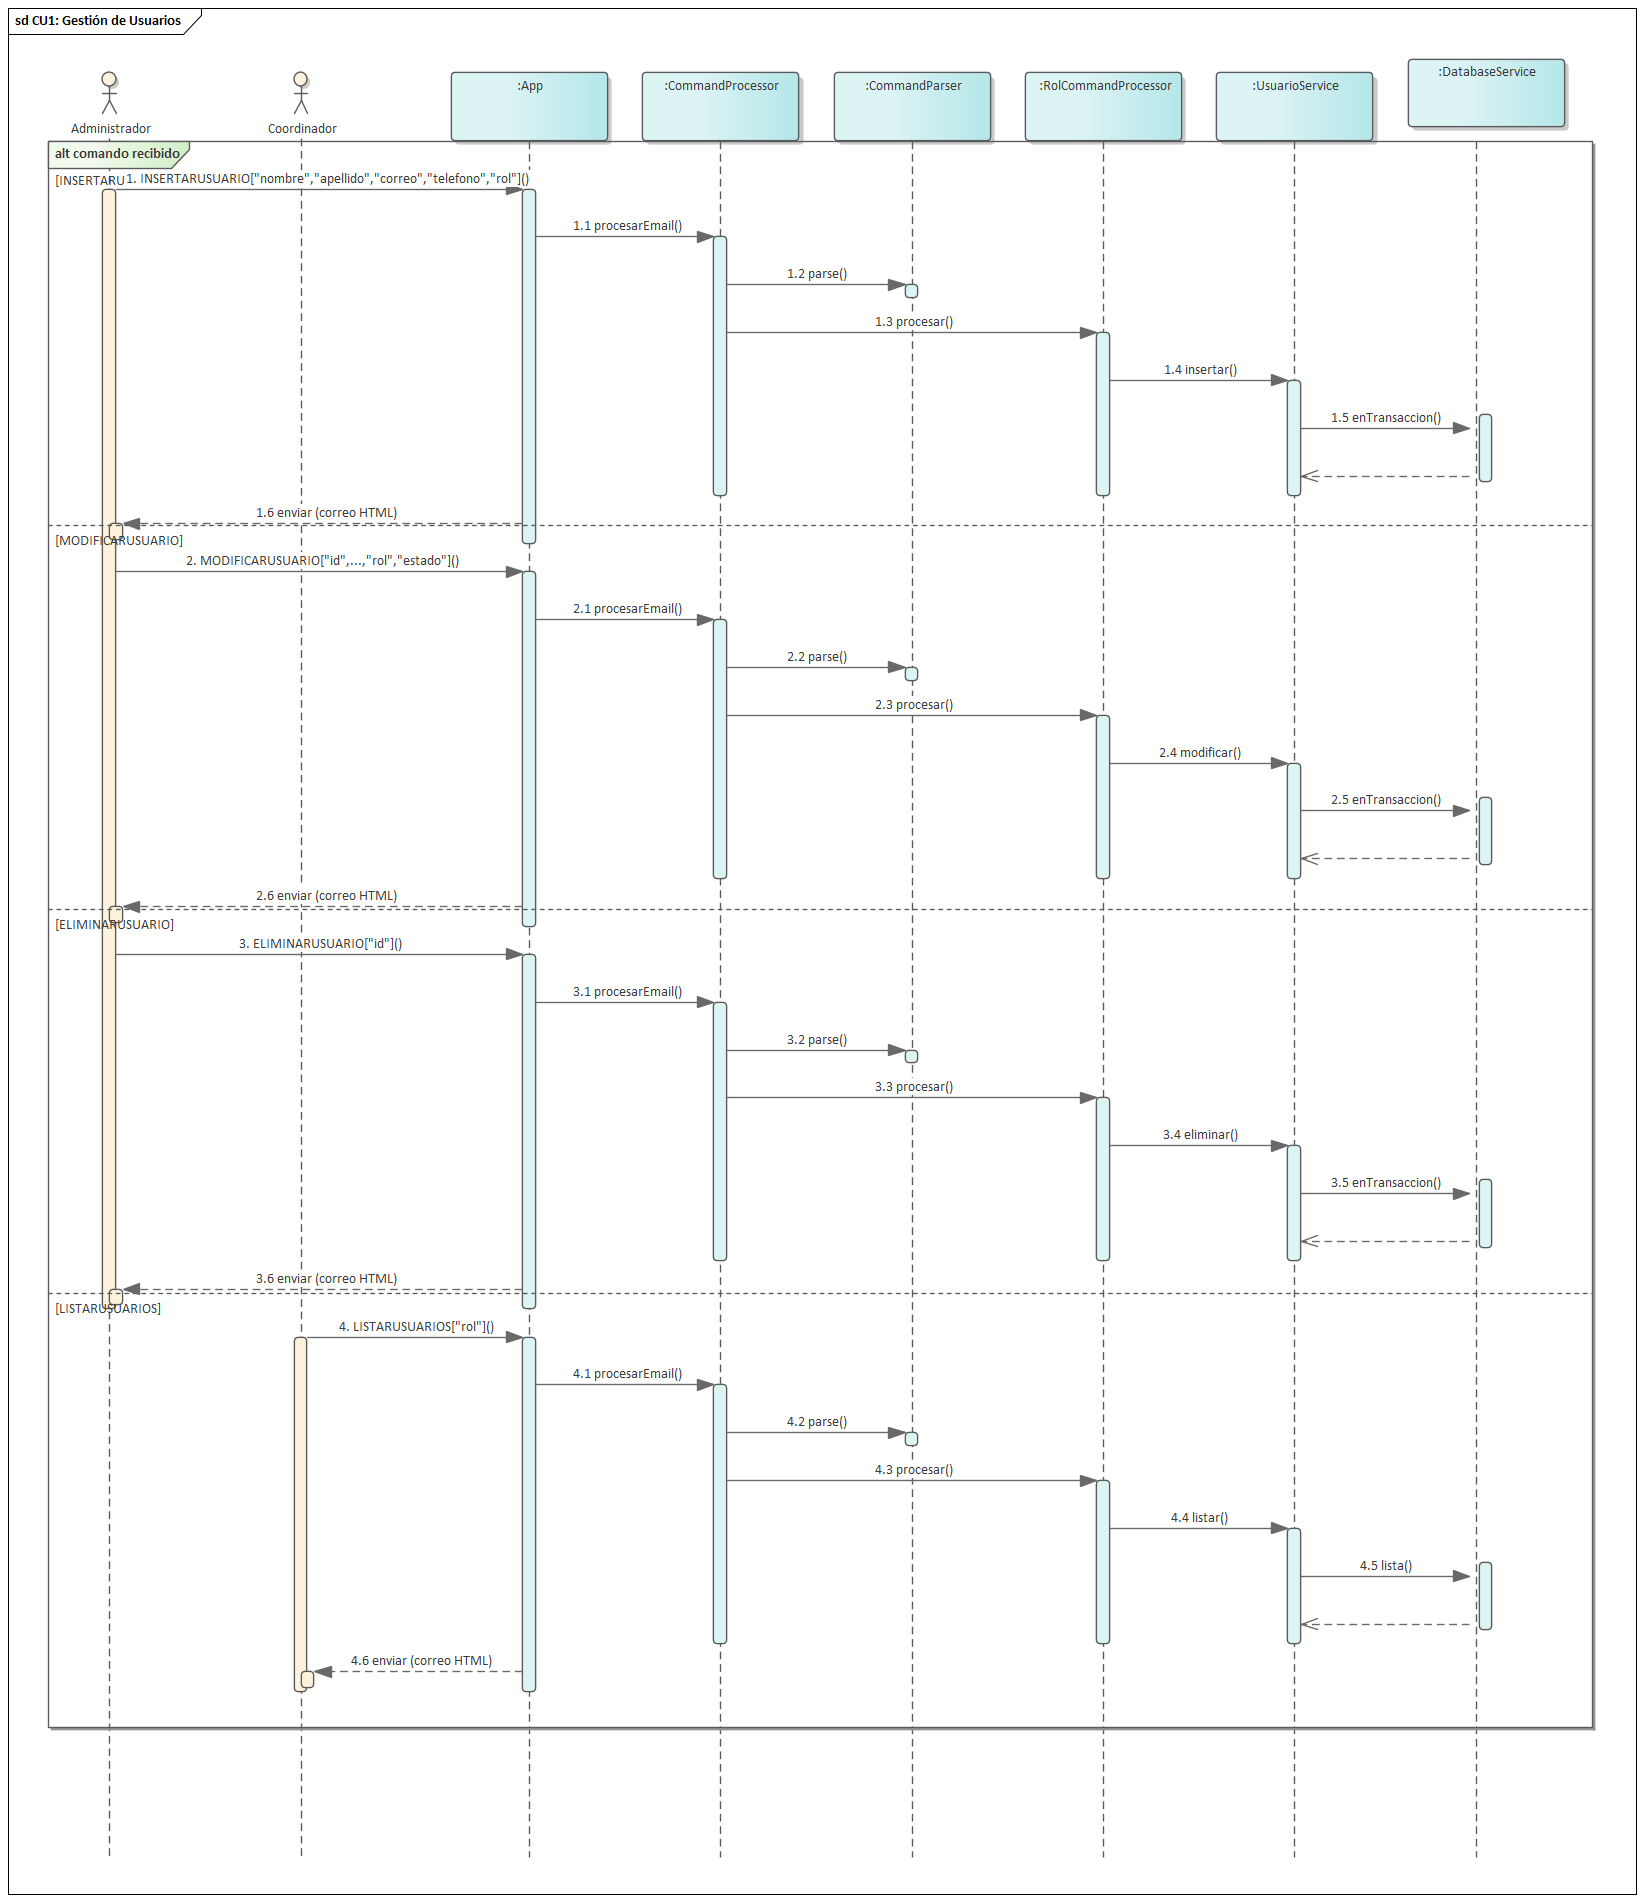 sd CU1: Gestión de Usuarios
:DatabaseService
:App
:CommandProcessor
:CommandParser
:RolCommandProcessor
:UsuarioService
Administrador
Coordinador
alt comando recibido
[INSERTARU
1. INSERTARUSUARIO["nombre","apellido","correo","telefono","rol"]()
1.1 procesarEmail()
1.2 parse()
1.3 procesar()
1.4 insertar()
1.5 enTransaccion()
1.6 enviar (correo HTML)
[MODIFICARUSUARIO]
2. MODIFICARUSUARIO["id",...,"rol","estado"]()
2.1 procesarEmail()
2.2 parse()
2.3 procesar()
2.4 modificar()
2.5 enTransaccion()
2.6 enviar (correo HTML)
[ELIMINARUSUARIO]
3. ELIMINARUSUARIO["id"]()
3.1 procesarEmail()
3.2 parse()
3.3 procesar()
3.4 eliminar()
3.5 enTransaccion()
3.6 enviar (correo HTML)
[LISTARUSUARIOS]
4. LISTARUSUARIOS["rol"]()
4.1 procesarEmail()
4.2 parse()
4.3 procesar()
4.4 listar()
4.5 lista()
4.6 enviar (correo HTML)